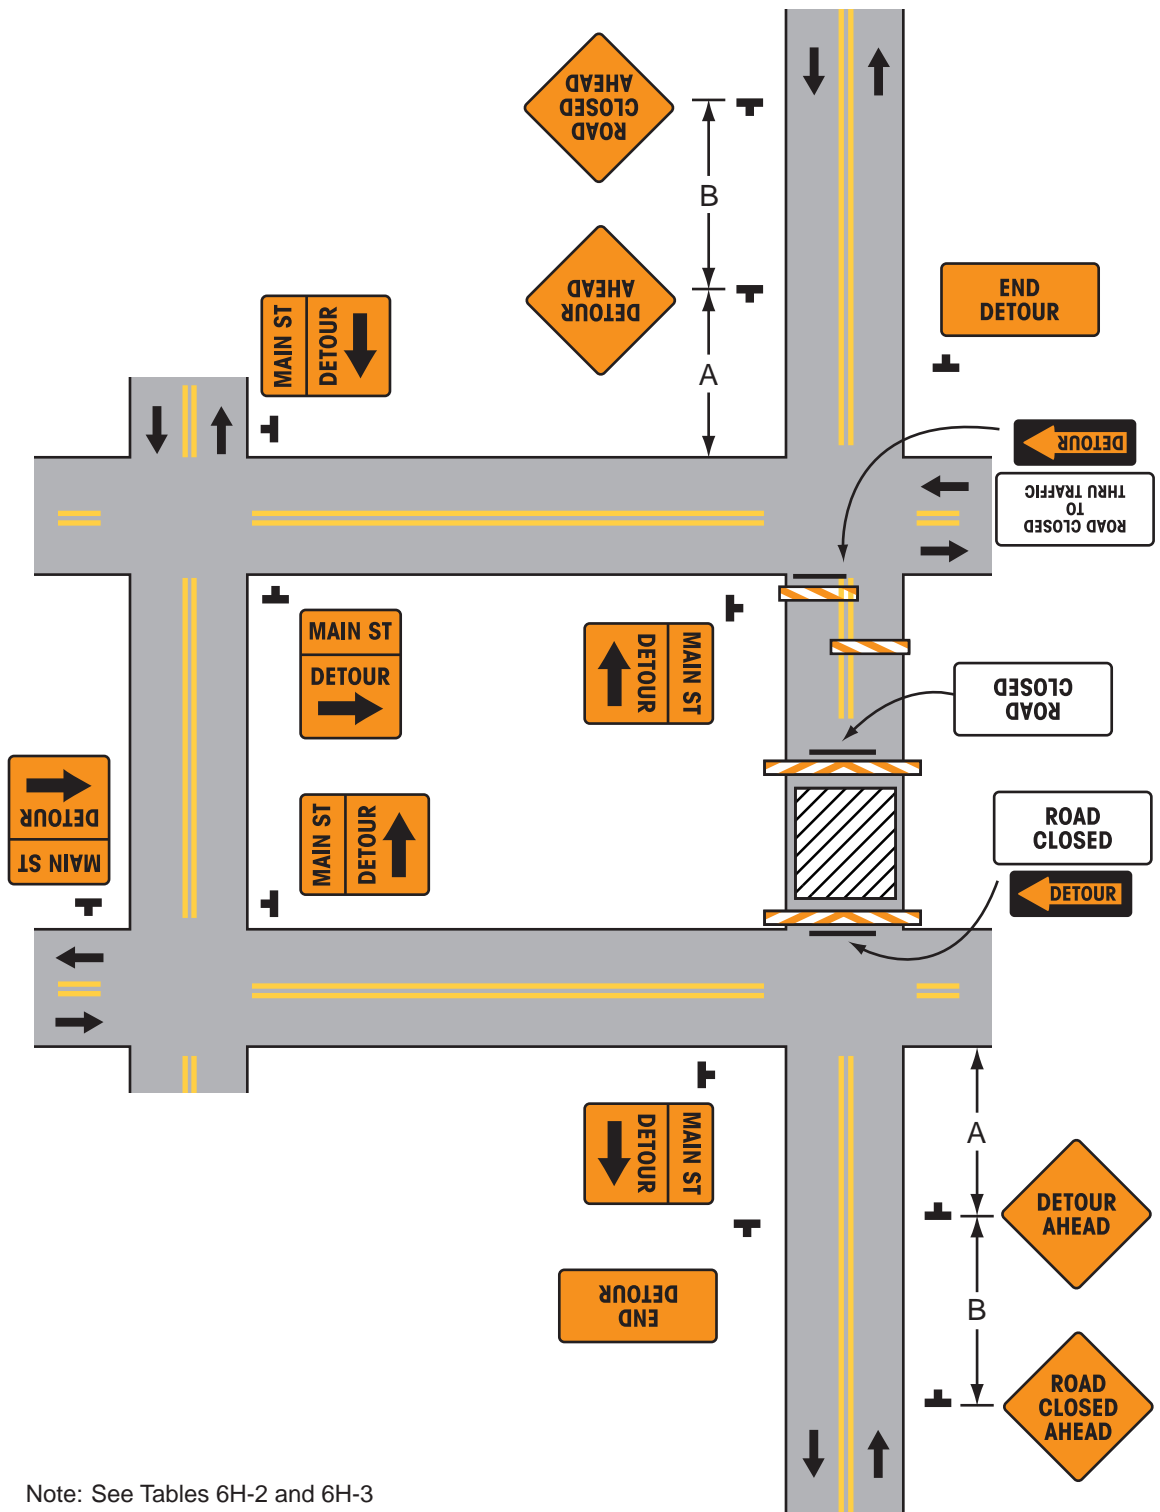 ROAD
CLOSED
AHEAD
B
DETOUR
AHEAD
A
END
DETOUR
MAIN ST
DETOUR
DETOUR
ROAD CLOSED
TO
THRU TRAFFIC
MAIN ST
DETOUR
MAIN ST
DETOUR
ROAD
CLOSED
MAIN ST
DETOUR
MAIN ST
DETOUR
ROAD
CLOSED
DETOUR
MAIN ST
DETOUR
A
DETOUR
AHEAD
END
DETOUR
B
ROAD
CLOSED
AHEAD
Note: See Tables 6H-2 and 6H-3